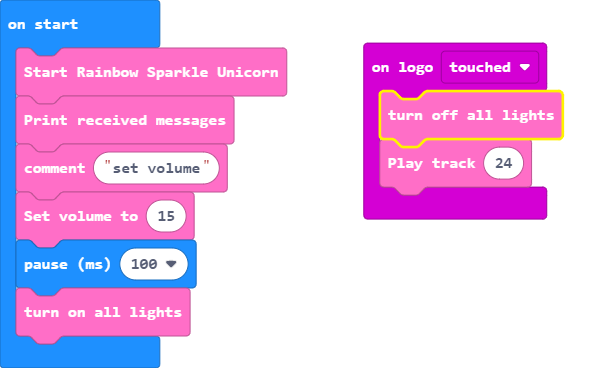 on start
Start Rainbow Sparkle Unicorn
Print received messages
comment "set volume"
Set volume to 15
pause (ms) 100
turn on all lights
on logo touched
turn off all lights
Play track 24